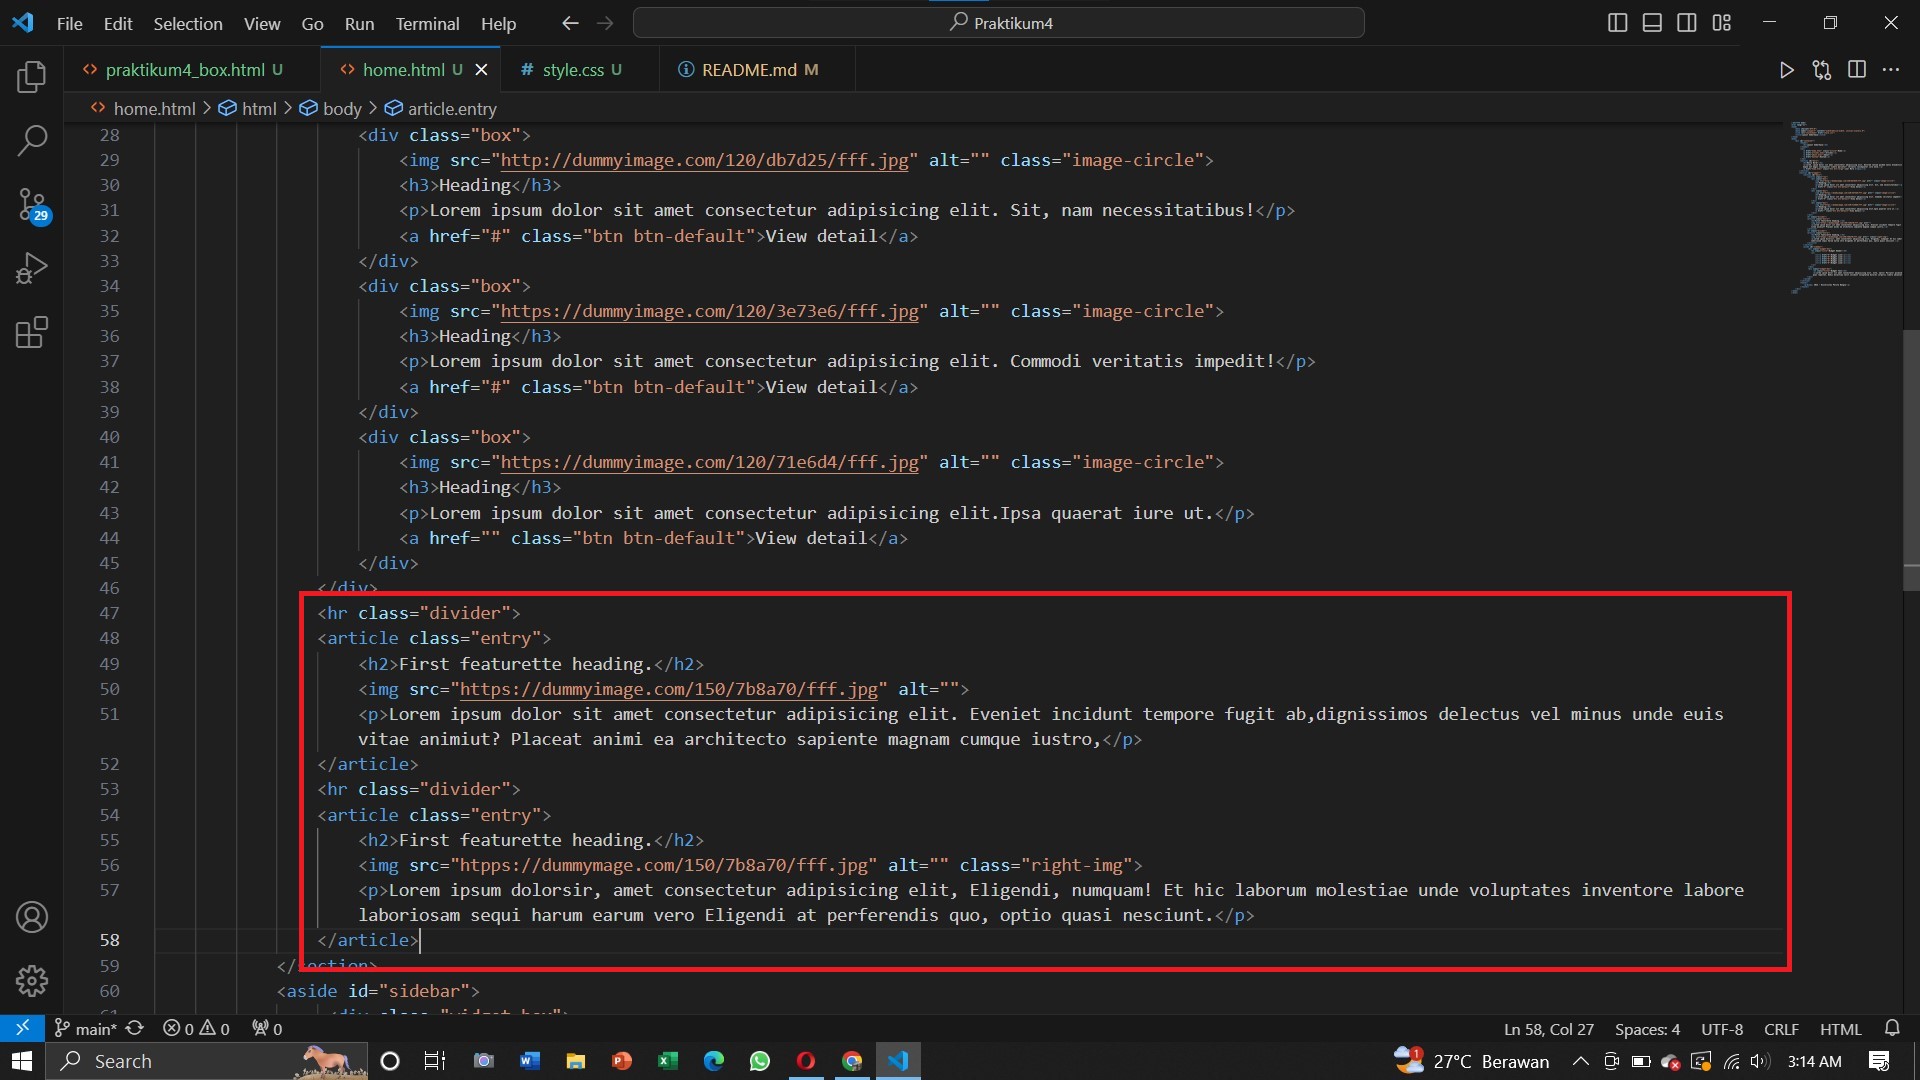 File Edit Selection View Go Run Terminal Help
Praktikum4
praktikum4_box.html U
home.html U
# style.css U
README.md M
home.html > html > body > article.entry
28 <div class="box">
29 <img src="http://dummyimage.com/120/db7d25/fff.jpg" alt="" class="image-circle">
30 <h3>Heading</h3>
31 <p>Lorem ipsum dolor sit amet consectetur adipisicing elit. Sit, nam necessitatibus!</p>
32 <a href="#" class="btn btn-default">View detail</a>
33 </div>
34 <div class="box">
35 <img src="https://dummyimage.com/120/3e73e6/fff.jpg" alt="" class="image-circle">
36 <h3>Heading</h3>
37 <p>Lorem ipsum dolor sit amet consectetur adipisicing elit. Commodi veritatis impedit!</p>
38 <a href="#" class="btn btn-default">View detail</a>
39 </div>
40 <div class="box">
41 <img src="https://dummyimage.com/120/71e6d4/fff.jpg" alt="" class="image-circle">
42 <h3>Heading</h3>
43 <p>Lorem ipsum dolor sit amet consectetur adipisicing elit.Ipsa quaerat iure ut.</p>
44 <a href="" class="btn btn-default">View detail</a>
45 </div>
46 </div>
47 <hr class="divider">
48 <article class="entry">
49 <h2>First featurette heading.</h2>
50 <img src="https://dummyimage.com/150/7b8a70/fff.jpg" alt="">
51 <p>Lorem ipsum dolor sit amet consectetur adipisicing elit. Eveniet incidunt tempore fugit ab,dignissimos delectus vel minus unde euis
vitae animiut? Placeat animi ea architecto sapiente magnam cumque iustro,</p>
52 </article>
53 <hr class="divider">
54 <article class="entry">
55 <h2>First featurette heading.</h2>
56 <img src="htpps://dummymage.com/150/7b8a70/fff.jpg" alt="" class="right-img">
57 <p>Lorem ipsum dolorsir, amet consectetur adipisicing elit, Eligendi, numquam! Et hic laborum molestiae unde voluptates inventore labore
laboriosam sequi harum earum vero Eligendi at perferendis quo, optio quasi nesciunt.</p>
58 </article>
59 </section>
60 <aside id="sidebar">
61 <div class="widget-box">
29
main* 0 0 0
Ln 58, Col 27 Spaces: 4 UTF-8 CRLF HTML
Search
1
27°C Berawan
3:14 AM